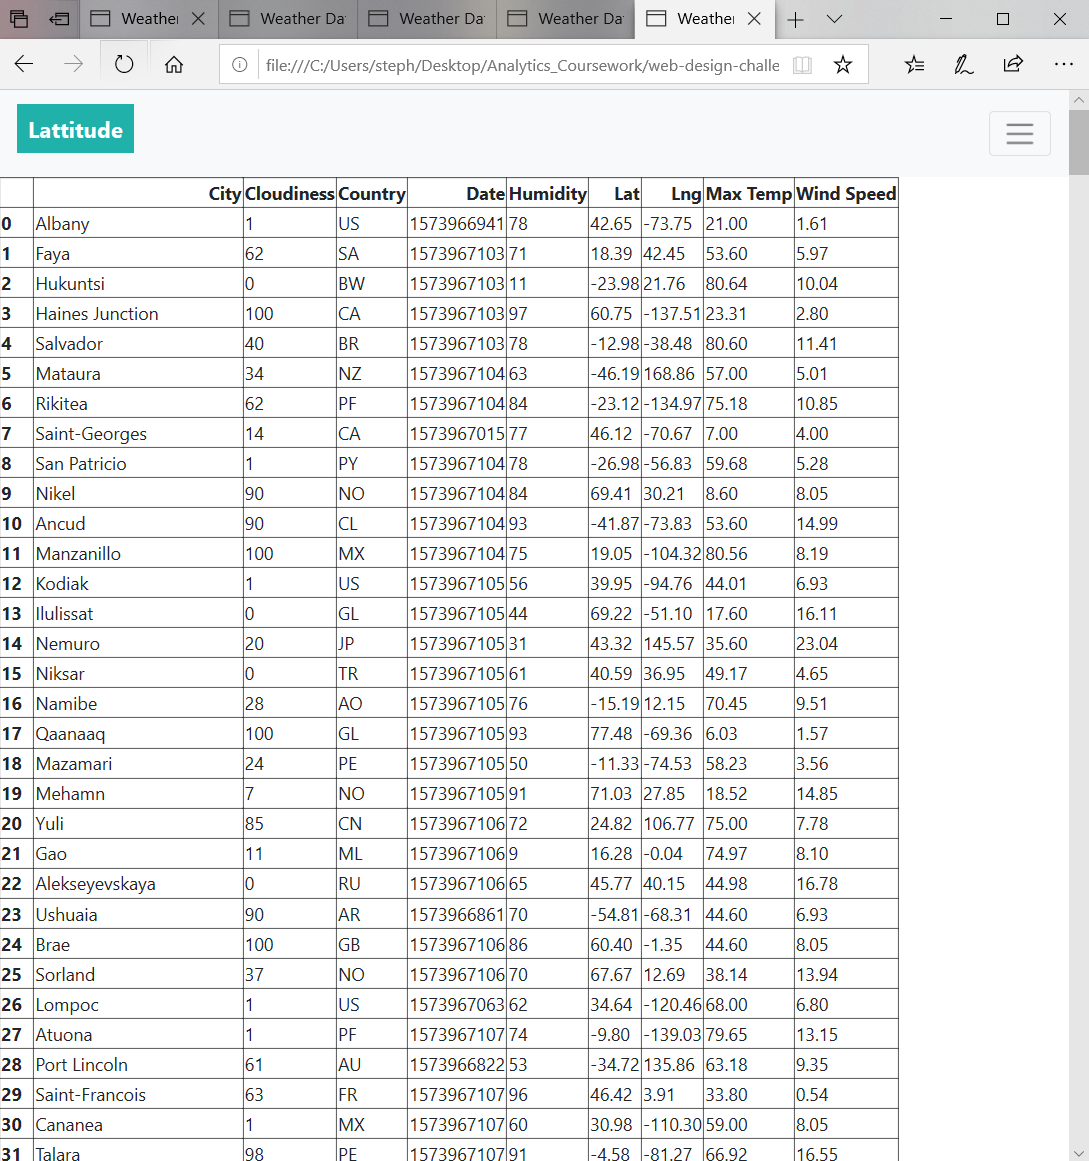 Weather Weather Da Weather Da Weather Da Weather
file:///C:/Users/steph/Desktop/Analytics_Coursework/web-design-challe
Lattitude
City Cloudiness Country Date Humidity Lat Lng Max Temp Wind Speed
0 Albany 1 US 1573966941 78 42.65 -73.75 21.00 1.61
1 Faya 62 SA 1573967103 71 18.39 42.45 53.60 5.97
2 Hukuntsi 0 BW 1573967103 11 -23.98 21.76 80.64 10.04
3 Haines Junction 100 CA 1573967103 97 60.75 -137.51 23.31 2.80
4 Salvador 40 BR 1573967103 78 -12.98 -38.48 80.60 11.41
5 Mataura 34 NZ 1573967104 63 -46.19 168.86 57.00 5.01
6 Rikitea 62 PF 1573967104 84 -23.12 -134.97 75.18 10.85
7 Saint-Georges 14 CA 1573967015 77 46.12 -70.67 7.00 4.00
8 San Patricio 1 PY 1573967104 78 -26.98 -56.83 59.68 5.28
9 Nikel 90 NO 1573967104 84 69.41 30.21 8.60 8.05
10 Ancud 90 CL 1573967104 93 -41.87 -73.83 53.60 14.99
11 Manzanillo 100 MX 1573967104 75 19.05 -104.32 80.56 8.19
12 Kodiak 1 US 1573967105 56 39.95 -94.76 44.01 6.93
13 Ilulissat 0 GL 1573967105 44 69.22 -51.10 17.60 16.11
14 Nemuro 20 JP 1573967105 31 43.32 145.57 35.60 23.04
15 Niksar 0 TR 1573967105 61 40.59 36.95 49.17 4.65
16 Namibe 28 AO 1573967105 76 -15.19 12.15 70.45 9.51
17 Qaanaaq 100 GL 1573967105 93 77.48 -69.36 6.03 1.57
18 Mazamari 24 PE 1573967105 50 -11.33 -74.53 58.23 3.56
19 Mehamn 7 NO 1573967105 91 71.03 27.85 18.52 14.85
20 Yuli 85 CN 1573967106 72 24.82 106.77 75.00 7.78
21 Gao 11 ML 1573967106 9 16.28 -0.04 74.97 8.10
22 Alekseyevskaya 0 RU 1573967106 65 45.77 40.15 44.98 16.78
23 Ushuaia 90 AR 1573966861 70 -54.81 -68.31 44.60 6.93
24 Brae 100 GB 1573967106 86 60.40 -1.35 44.60 8.05
25 Sorland 37 NO 1573967106 70 67.67 12.69 38.14 13.94
26 Lompoc 1 US 1573967063 62 34.64 -120.46 68.00 6.80
27 Atuona 1 PF 1573967107 74 -9.80 -139.03 79.65 13.15
28 Port Lincoln 61 AU 1573966822 53 -34.72 135.86 63.18 9.35
29 Saint-Francois 63 FR 1573967107 96 46.42 3.91 33.80 0.54
30 Cananea 1 MX 1573967107 60 30.98 -110.30 59.00 8.05
31 Talara 98 PE 1573967107 91 -4.58 -81.27 66.92 16.55